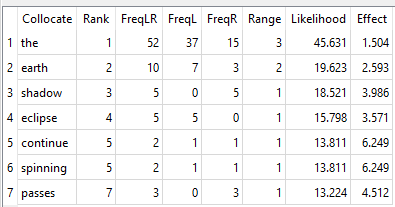 Collocate Rank FreqLR FreqL FreqR Range Likelihood Effect
1 the 1 52 37 15 3 45.631 1.504
2 earth 2 10 7 3 2 19.623 2.593
3 shadow 3 5 0 5 1 18.521 3.986
4 eclipse 4 5 5 0 1 15.798 3.571
5 continue 5 2 1 1 1 13.811 6.249
6 spinning 5 2 1 1 1 13.811 6.249
7 passes 7 3 0 3 1 13.224 4.512